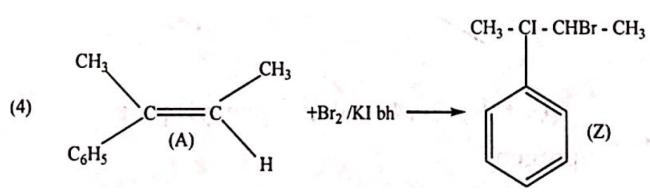 CH₃ - CI - CHBr - CH₃
CH₃
CH₃
(4)
C
C
+Br₂ /KI bh
(A)
(Z)
C₆H₅
H